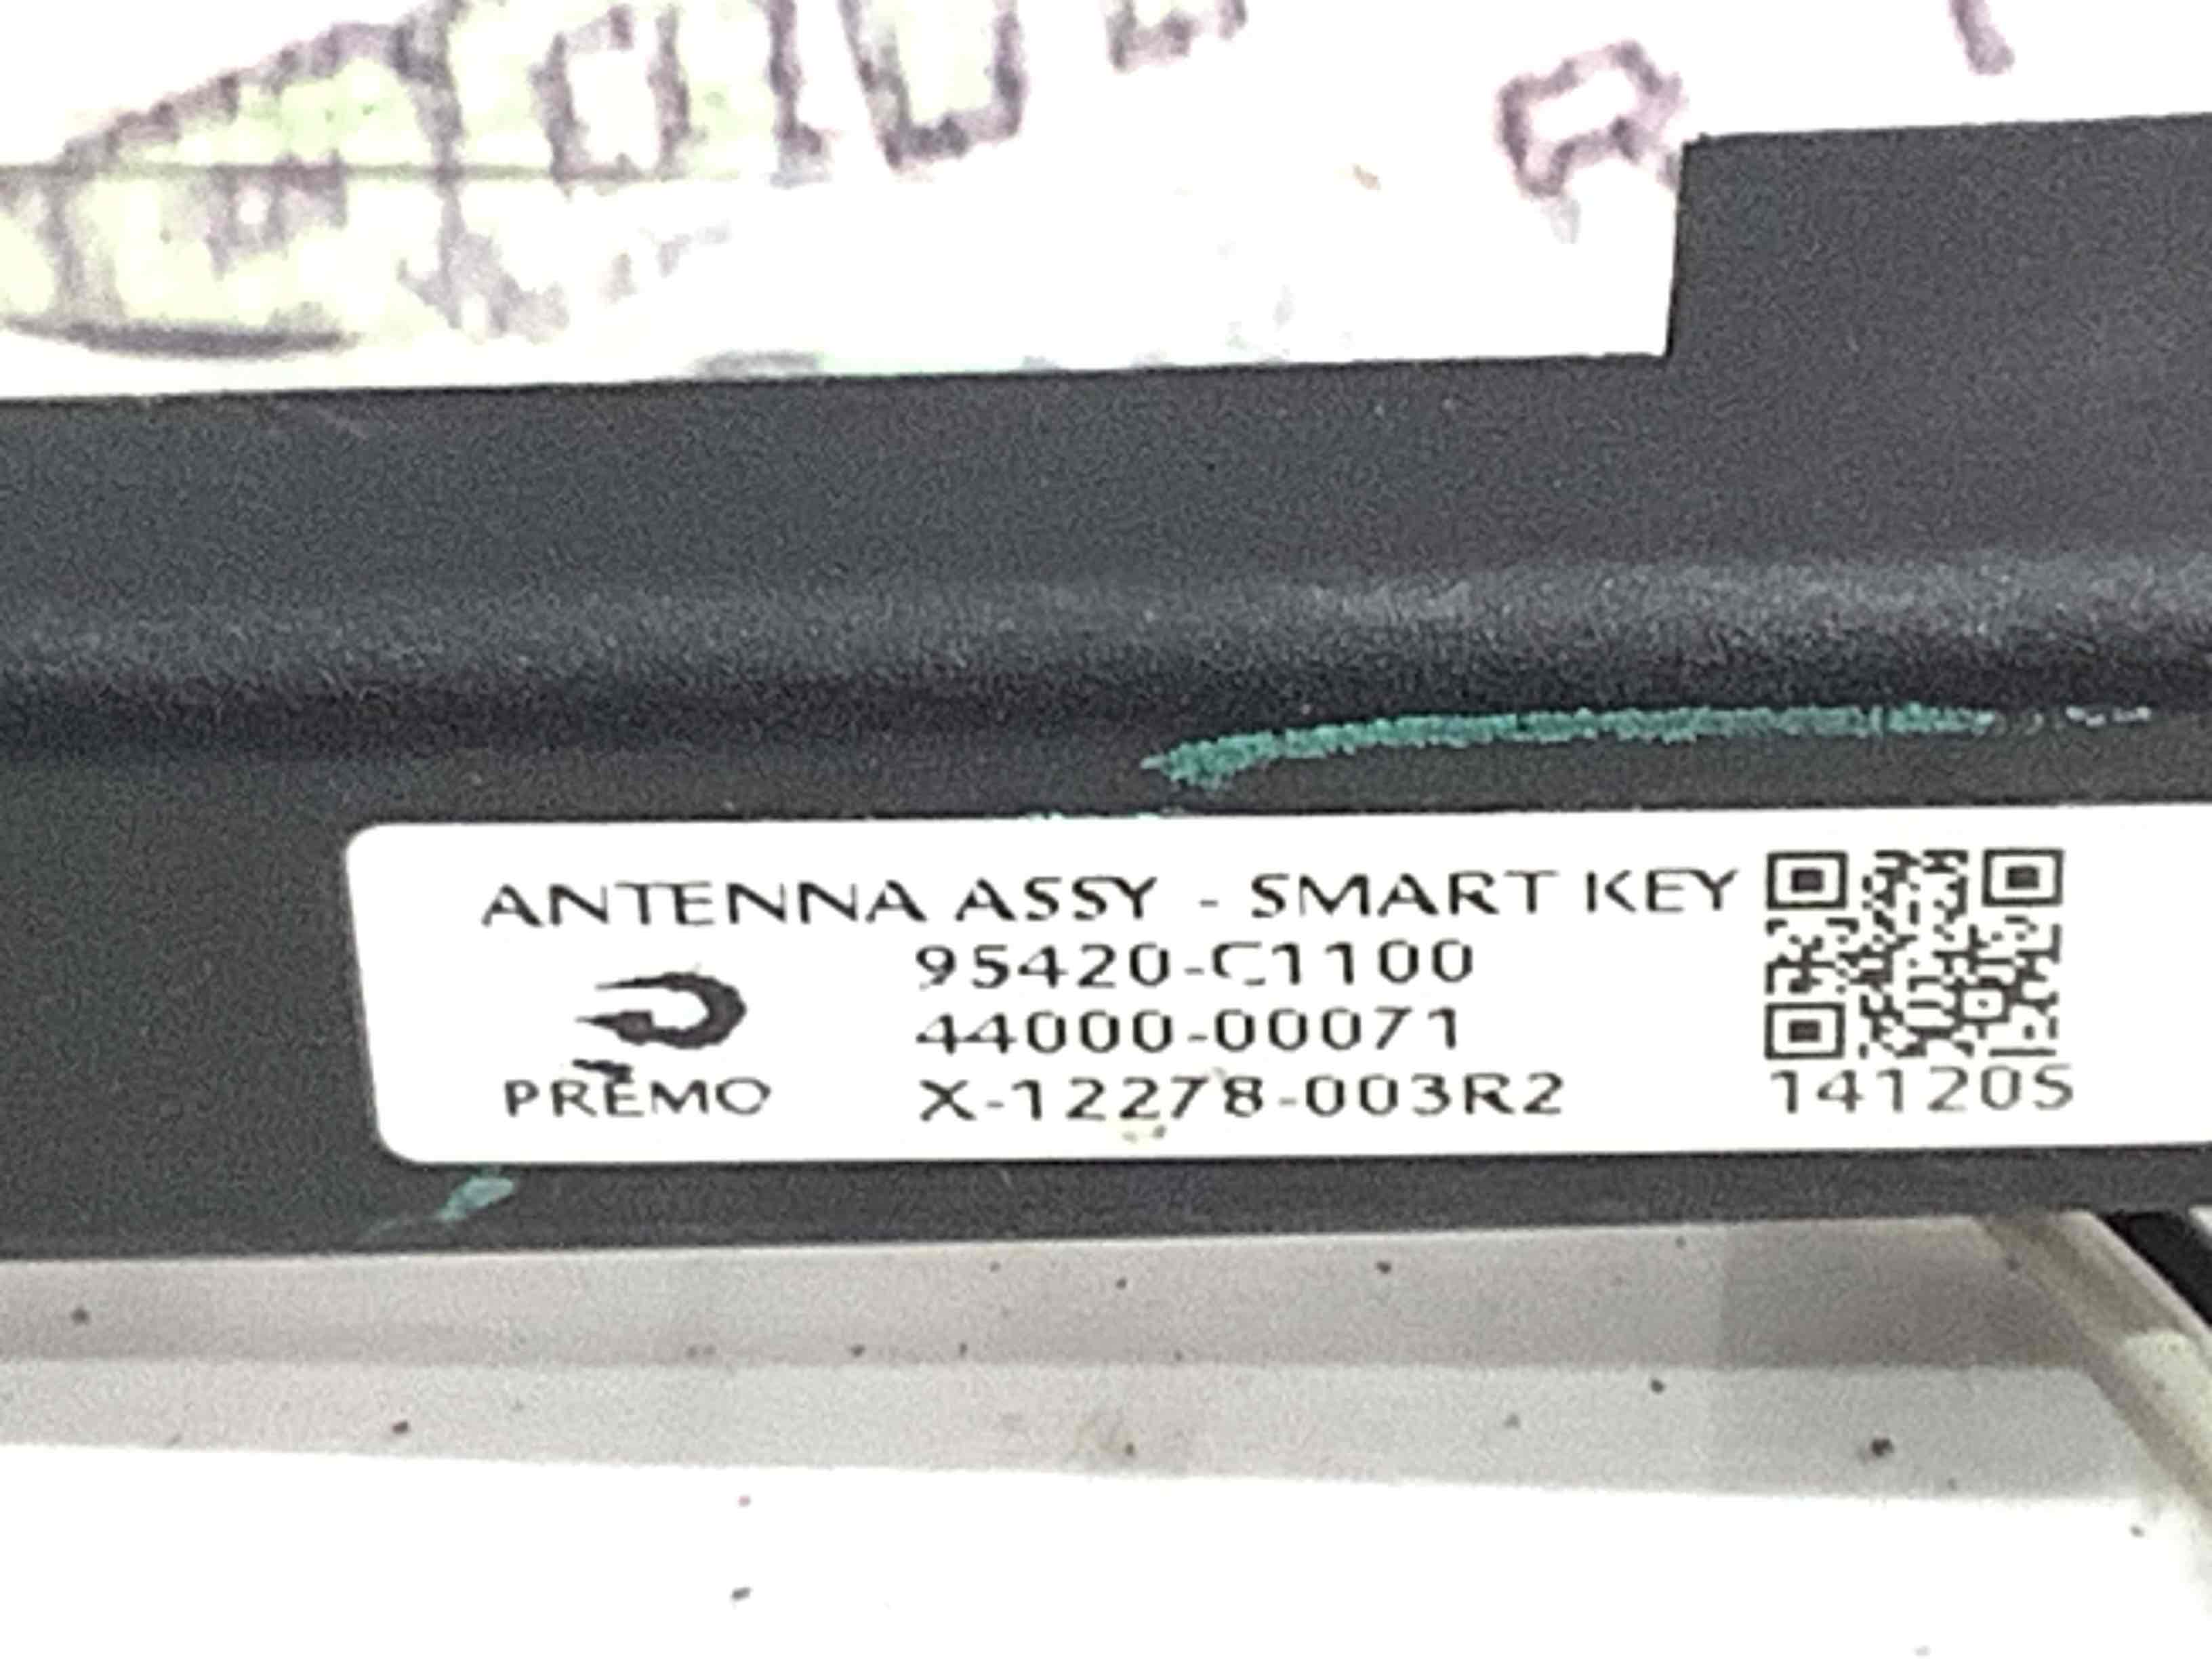 ANTENNA ASSY - SMART KEY
95420-C1100
44000-00071
PREMO X-12278-003R2
141205